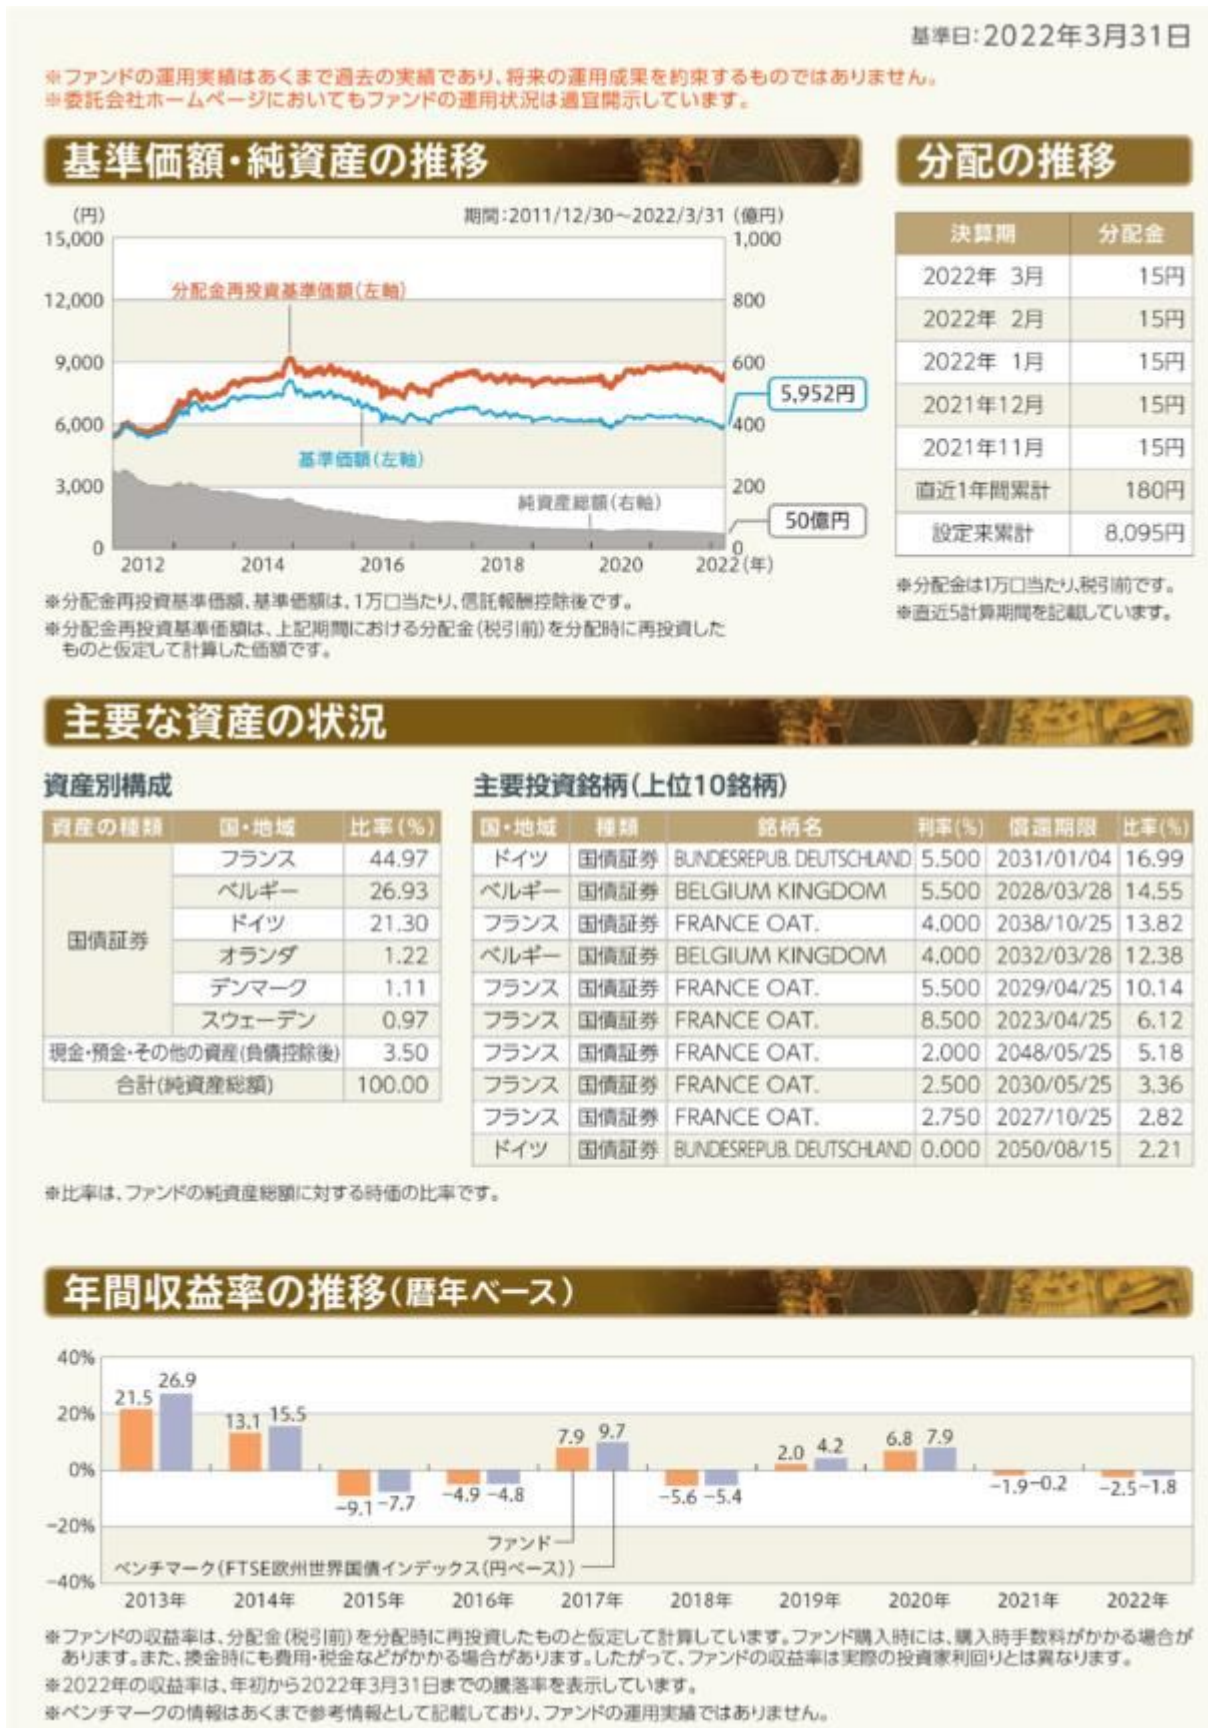 基準日：2022年3月31日
※ファンドの運用実績はあくまで過去の実績であり、将来の運用成果を約束するものではありません。
※委託会社ホームページにおいてもファンドの運用状況は適宜開示しています。
基準価額・純資産の推移
(円)
期間：2011/12/30～2022/3/31 (億円)
15,000
12,000
9,000
6,000
3,000
0
1,000
800
600
400
200
0
分配金再投資基準価額(左軸)
基準価額(左軸)
純資産総額(右軸)
5,952円
50億円
2012 2014 2016 2018 2020 2022(年)
※分配金再投資基準価額、基準価額は、1万口当たり、信託報酬控除後です。
※分配金再投資基準価額は、上記期間における分配金(税引前)を分配時に再投資した
ものと仮定して計算した価額です。
分配の推移
決算期 分配金
2022年 3月 15円
2022年 2月 15円
2022年 1月 15円
2021年12月 15円
2021年11月 15円
直近1年間累計 180円
設定来累計 8,095円
※分配金は1万口当たり、税引前です。
※直近5計算期間を記載しています。
主要な資産の状況
資産別構成
資産の種類 国・地域 比率(%)
国債証券
フランス 44.97
ベルギー 26.93
ドイツ 21.30
オランダ 1.22
デンマーク 1.11
スウェーデン 0.97
現金・預金・その他の資産(負債控除後) 3.50
合計(純資産総額) 100.00
主要投資銘柄(上位10銘柄)
国・地域 種類 銘柄名 利率(%) 償還期限 比率(%)
ドイツ 国債証券 BUNDESREPUB. DEUTSCHLAND 5.500 2031/01/04 16.99
ベルギー 国債証券 BELGIUM KINGDOM 5.500 2028/03/28 14.55
フランス 国債証券 FRANCE OAT. 4.000 2038/10/25 13.82
ベルギー 国債証券 BELGIUM KINGDOM 4.000 2032/03/28 12.38
フランス 国債証券 FRANCE OAT. 5.500 2029/04/25 10.14
フランス 国債証券 FRANCE OAT. 8.500 2023/04/25 6.12
フランス 国債証券 FRANCE OAT. 2.000 2048/05/25 5.18
フランス 国債証券 FRANCE OAT. 2.500 2030/05/25 3.36
フランス 国債証券 FRANCE OAT. 2.750 2027/10/25 2.82
ドイツ 国債証券 BUNDESREPUB. DEUTSCHLAND 0.000 2050/08/15 2.21
※比率は、ファンドの純資産総額に対する時価の比率です。
年間収益率の推移(暦年ベース)
40%
20%
0%
-20%
-40%
21.5 26.9
13.1 15.5
-9.1 -7.7
-4.9 -4.8
7.9 9.7
-5.6 -5.4
2.0 4.2
6.8 7.9
-1.9 -0.2
-2.5 -1.8
ファンド
ベンチマーク(FTSE欧州世界国債インデックス(円ベース))
2013年 2014年 2015年 2016年 2017年 2018年 2019年 2020年 2021年 2022年
※ファンドの収益率は、分配金(税引前)を分配時に再投資したものと仮定して計算しています。ファンド購入時には、購入時手数料がかかる場合が
あります。また、換金時にも費用・税金などがかかる場合があります。したがって、ファンドの収益率は実際の投資家利回りとは異なります。
※2022年の収益率は、年初から2022年3月31日までの騰落率を表示しています。
※ベンチマークの情報はあくまで参考情報として記載しており、ファンドの運用実績ではありません。